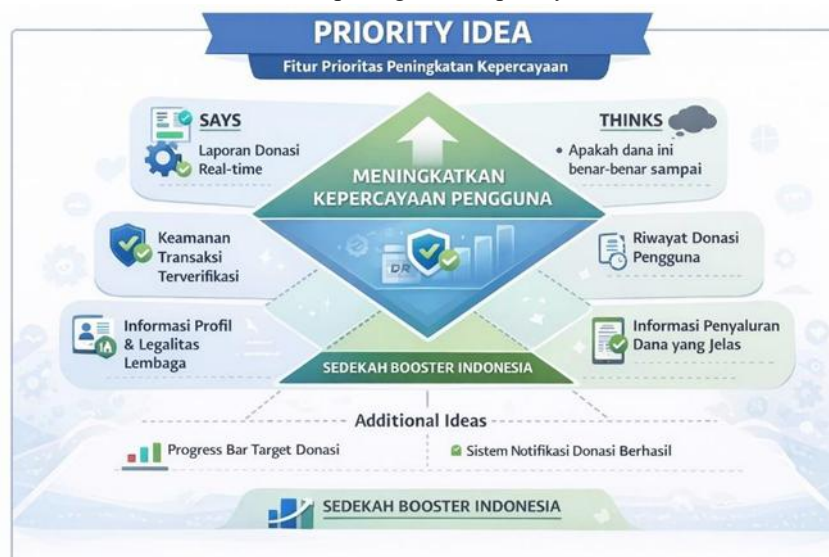 PRIORITY IDEA
Fitur Prioritas Peningkatan Kepercayaan
SAYS
Laporan Donasi
Real-time
THINKS
• Apakah dana ini
benar-benar sampai
MENINGKATKAN
KEPERCAYAAN PENGGUNA
Keamanan
Transaksi
Terverifikasi
DR
Riwayat Donasi
Pengguna
Informasi Profil
& Legalitas
Lembaga
Informasi Penyaluran
Dana yang Jelas
SEDEKAH BOOSTER INDONESIA
Additional Ideas
Progress Bar Target Donasi
Sistem Notifikasi Donasi Berhasil
SEDEKAH BOOSTER INDONESIA